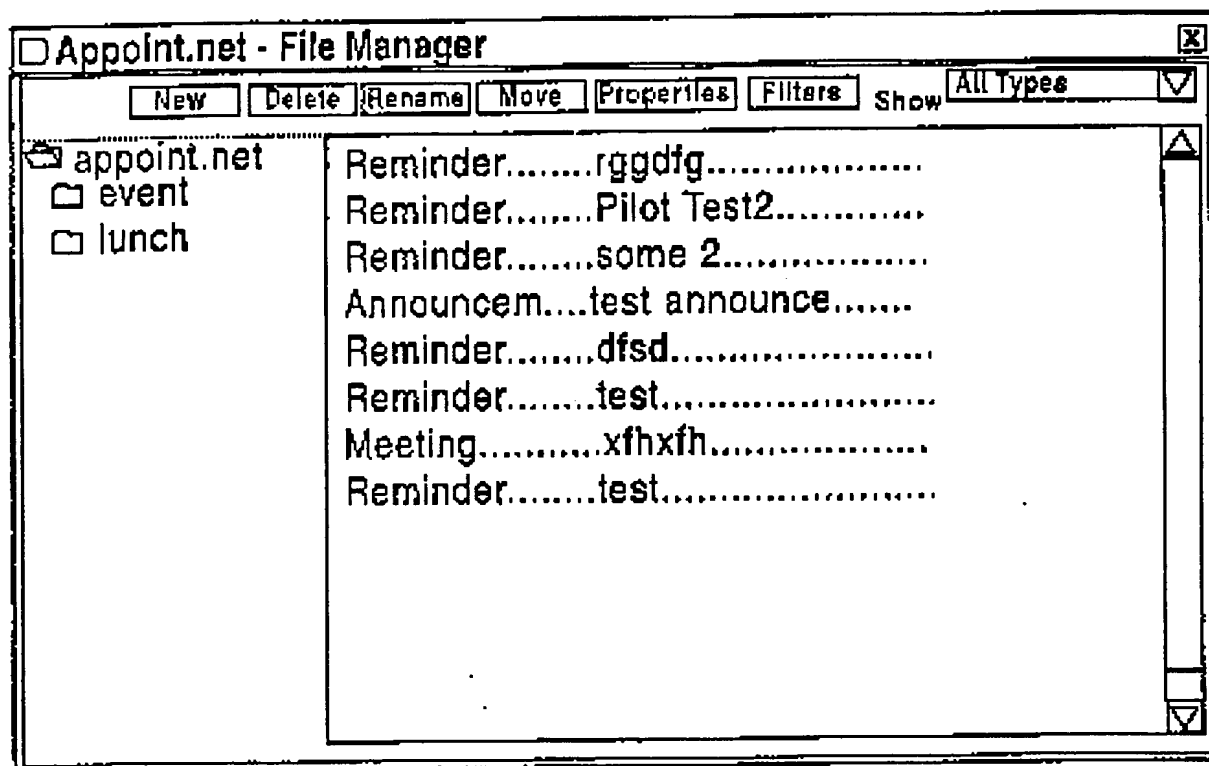 Appoint.net - File Manager
X
New Delete Rename Move Properties Filters Show All Types
appoint.net
event
lunch
Reminder........rggdfg...................
Reminder........Pilot Test2.............
Reminder........some 2..................
Announcem....test announce.......
Reminder........dfsd.......................
Reminder........test........................
Meeting...........xfhxfh...................
Reminder........test........................